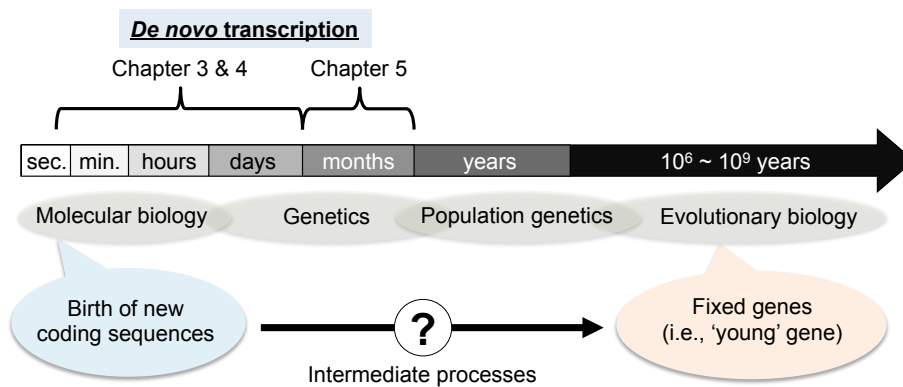 De novo transcription
Chapter 3 & 4 Chapter 5
sec. min. hours days months years 10⁶ ~ 10⁹ years
Molecular biology Genetics Population genetics Evolutionary biology
Birth of new
coding sequences
?
Intermediate processes
Fixed genes
(i.e., ‘young’ gene)